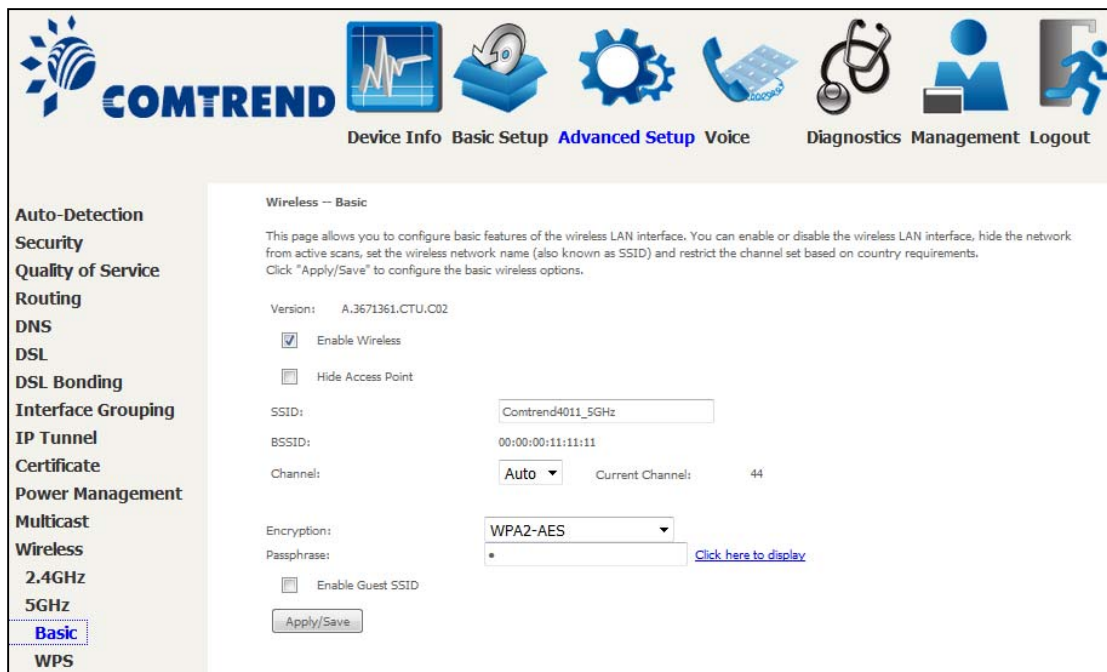 COMTREND
Device Info Basic Setup Advanced Setup Voice Diagnostics Management Logout
Auto-Detection
Security
Quality of Service
Routing
DNS
DSL
DSL Bonding
Interface Grouping
IP Tunnel
Certificate
Power Management
Multicast
Wireless
2.4GHz
5GHz
Basic
WPS
Wireless -- Basic
This page allows you to configure basic features of the wireless LAN interface. You can enable or disable the wireless LAN interface, hide the network
from active scans, set the wireless network name (also known as SSID) and restrict the channel set based on country requirements.
Click "Apply/Save" to configure the basic wireless options.
Version: A.3671361.CTU.C02
Enable Wireless
Hide Access Point
SSID: Comtrend4011_5GHz
BSSID: 00:00:00:11:11:11
Channel: Auto Current Channel: 44
Encryption: WPA2-AES
Passphrase: • Click here to display
Enable Guest SSID
Apply/Save